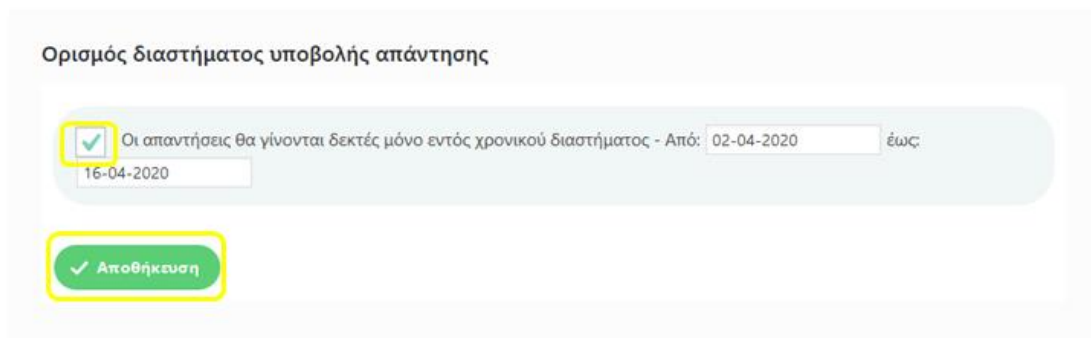 Ορισμός διαστήματος υποβολής απάντησης
Οι απαντήσεις θα γίνονται δεκτές μόνο εντός χρονικού διαστήματος - Από: 02-04-2020 έως:
16-04-2020
Αποθήκευση